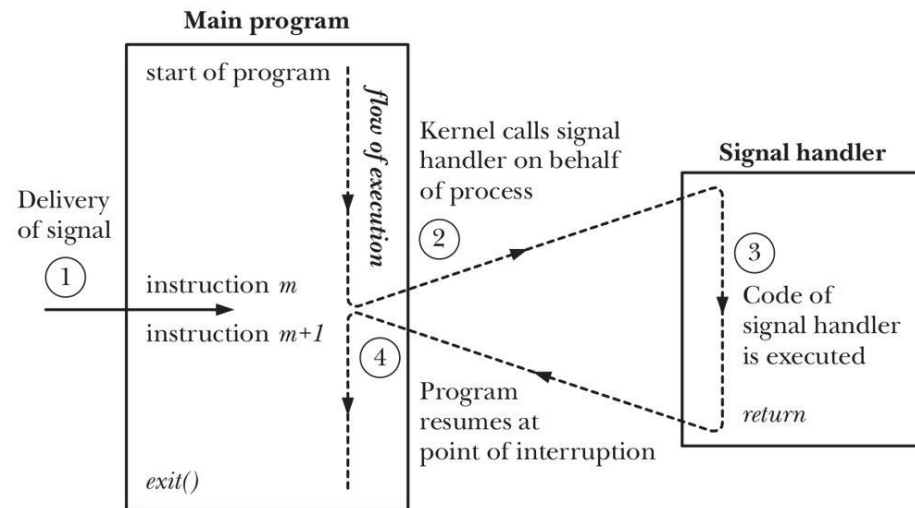 Main program
start of program
flow of execution
Kernel calls signal
handler on behalf
of process
Signal handler
Delivery
of signal
1
2
3
instruction m
instruction m+1
Code of
signal handler
is executed
4
Program
resumes at
point of interruption
return
exit()